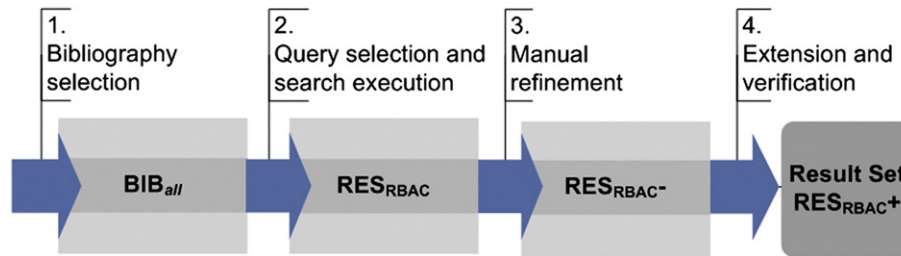 1.
Bibliography
selection
2.
Query selection and
search execution
3.
Manual
refinement
4.
Extension and
verification
BIBall
RESRBAC
RESRBAC-
Result Set
RESRBAC+